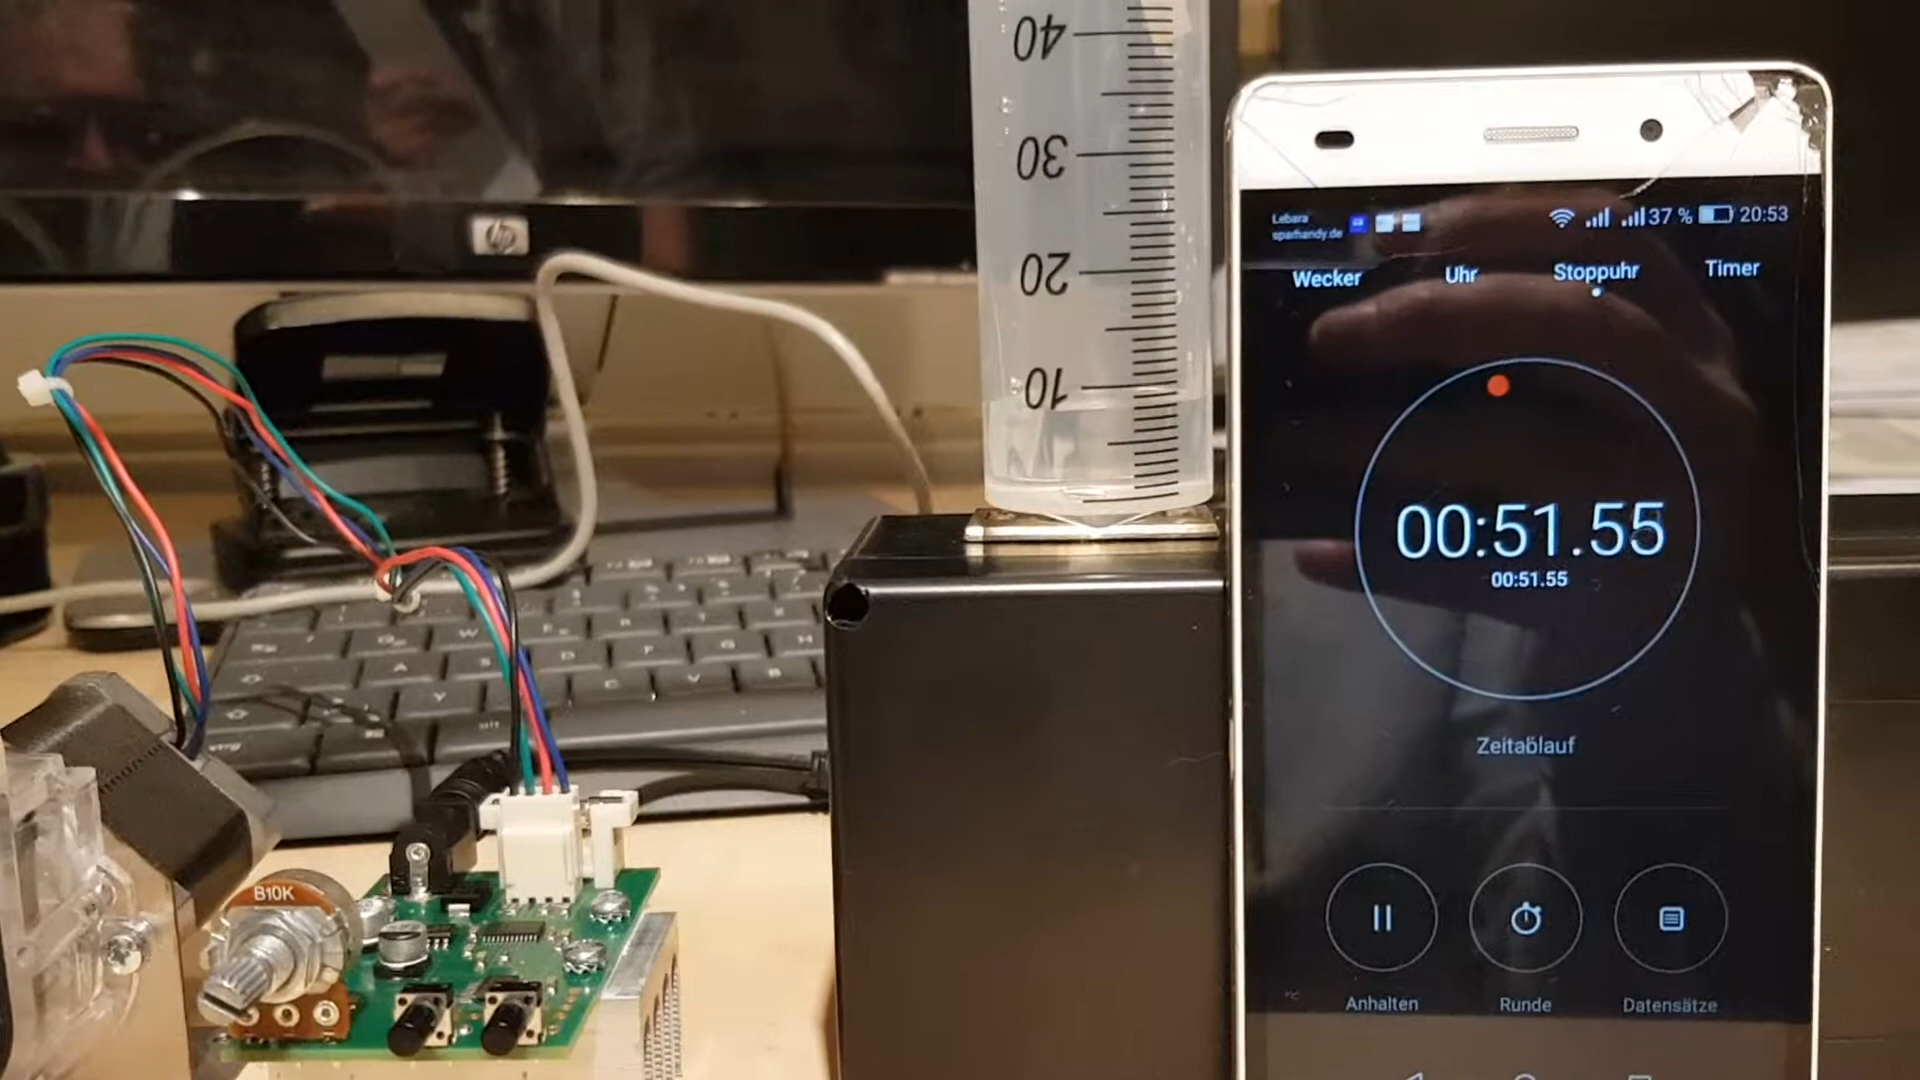 40
30
20
10
hp
Lebara
sparhandy.de
37 % 20:53
Wecker Uhr Stoppuhr Timer
00:51.55
00:51.55
Zeitablauf
Anhalten Runde Datensätze
B10K
W E R
A S D F G H
Y X C V B